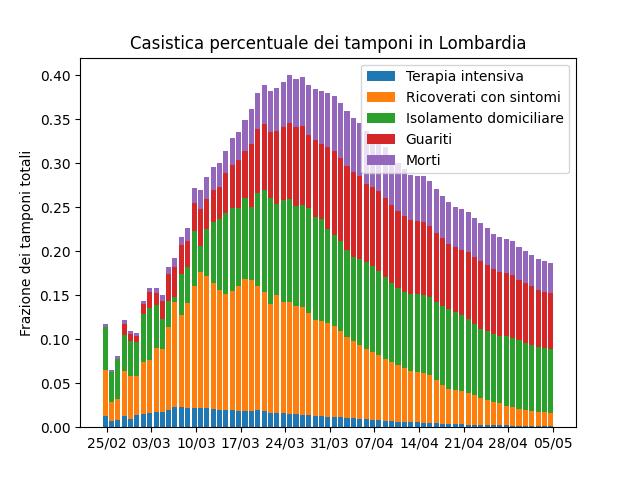 Casistica percentuale dei tamponi in Lombardia
Frazione dei tamponi totali
0.40
0.35
0.30
0.25
0.20
0.15
0.10
0.05
0.00
Terapia intensiva
Ricoverati con sintomi
Isolamento domiciliare
Guariti
Morti
25/02 03/03 10/03 17/03 24/03 31/03 07/04 14/04 21/04 28/04 05/05